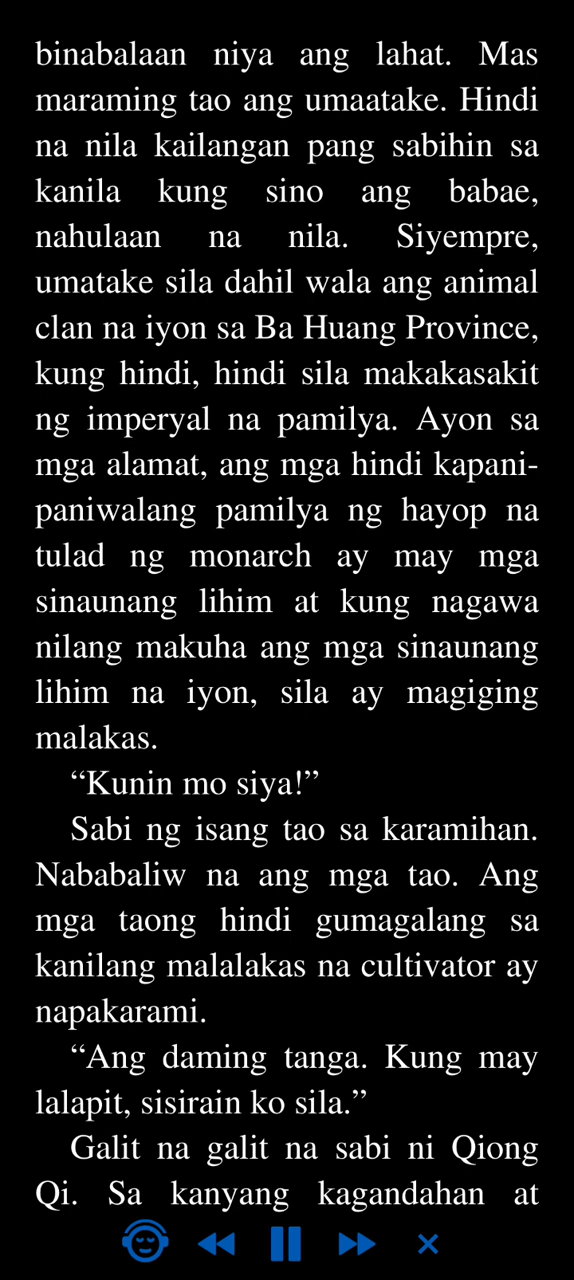 binabalaan niya ang lahat. Mas
maraming tao ang umaatake. Hindi
na nila kailangan pang sabihin sa
kanila kung sino ang babae,
nahulaan na nila. Siyempre,
umatake sila dahil wala ang animal
clan na iyon sa Ba Huang Province,
kung hindi, hindi sila makakasakit
ng imperyal na pamilya. Ayon sa
mga alamat, ang mga hindi kapani-
paniwalang pamilya ng hayop na
tulad ng monarch ay may mga
sinaunang lihim at kung nagawa
nilang makuha ang mga sinaunang
lihim na iyon, sila ay magiging
malakas.
“Kunin mo siya!”
Sabi ng isang tao sa karamihan.
Nababaliw na ang mga tao. Ang
mga taong hindi gumagalang sa
kanilang malalakas na cultivator ay
napakarami.
“Ang daming tanga. Kung may
lalapit, sisirain ko sila.”
Galit na galit na sabi ni Qiong
Qi. Sa kanyang kagandahan at